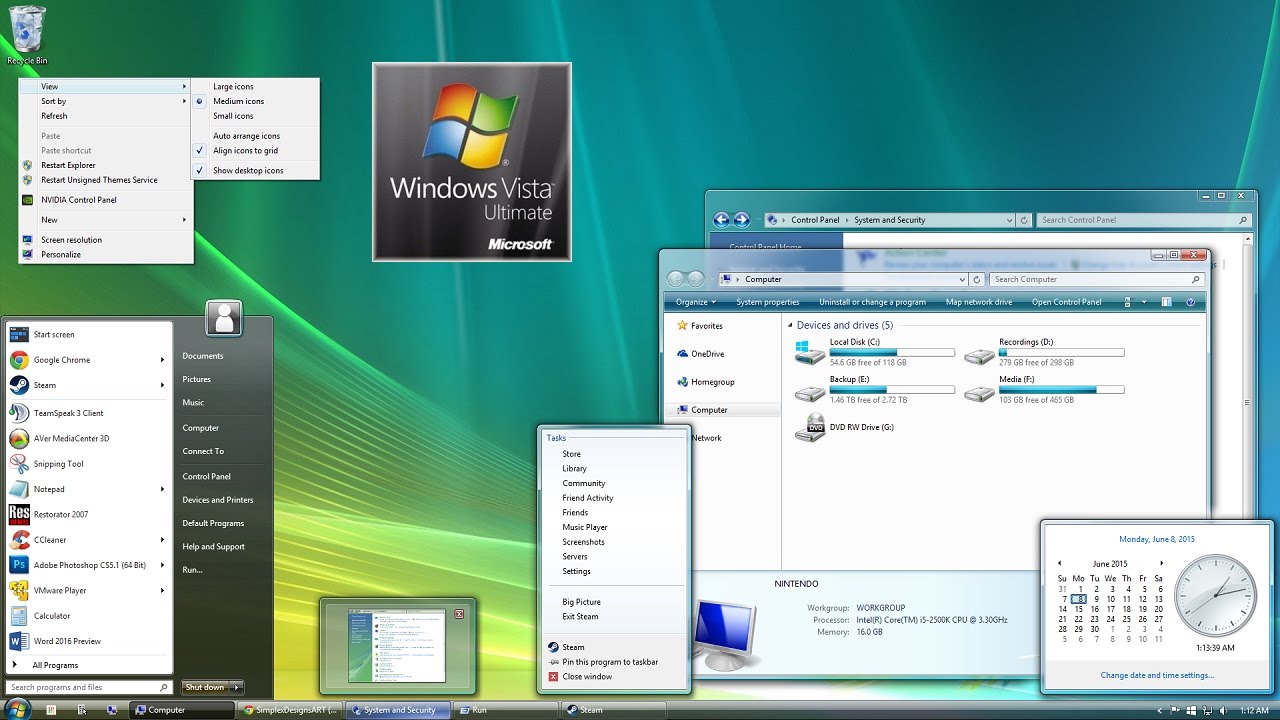 Recycle Bin
View
Sort by
Refresh
Paste
Paste shortcut
Restart Explorer
Restart Unsigned Themes Service
NVIDIA Control Panel
New
Screen resolution
Personalize
Large icons
Medium icons
Small icons
Auto arrange icons
Align icons to grid
Show desktop icons
Windows Vista
Ultimate
Microsoft
Control Panel
System and Security
Search Control Panel
Control Panel Home
Action Center
Computer
Search Computer
Organize
System properties
Uninstall or change a program
Map network drive
Open Control Panel
Favorites
OneDrive
Homegroup
Computer
Network
Devices and drives (5)
Local Disk (C:)
54.6 GB free of 118 GB
Recordings (D:)
279 GB free of 298 GB
Backup (E:)
1.46 TB free of 2.72 TB
Media (F:)
103 GB free of 465 GB
DVD
DVD RW Drive (G:)
NINTENDO
Workgroup: WORKGROUP
Intel(R) Core(TM) i5-2500K CPU @ 3.30GHz
Start screen
Google Chrome
Steam
TeamSpeak 3 Client
AVer MediaCenter 3D
Snipping Tool
Notepad
Res
Restorator 2007
CCleaner
Ps
Adobe Photoshop CS5.1 (64 Bit)
VMware Player
Calculator
Word 2016 Preview
All Programs
Search programs and files
Documents
Pictures
Music
Computer
Connect To
Control Panel
Devices and Printers
Default Programs
Help and Support
Run...
Shut down
Tasks
Store
Library
Community
Friend Activity
Friends
Music Player
Screenshots
Servers
Settings
Big Picture
Exit Steam
Steam
this program to taskbar
window
Monday, June 8, 2015
June 2015
Su Mo Tu We Th Fr Sa
31 1 2 3 4 5 6
7 8 9 10 11 12 13
14 15 16 17 18 19 20
21 22 23 24 25 26 27
28 29 30 1 2 3 4
5 6 7 8 9 10 11
1:13:39 AM
Change date and time settings...
Computer
SimplexDesignsART (...
System and Security
Run
Steam
1:12 AM